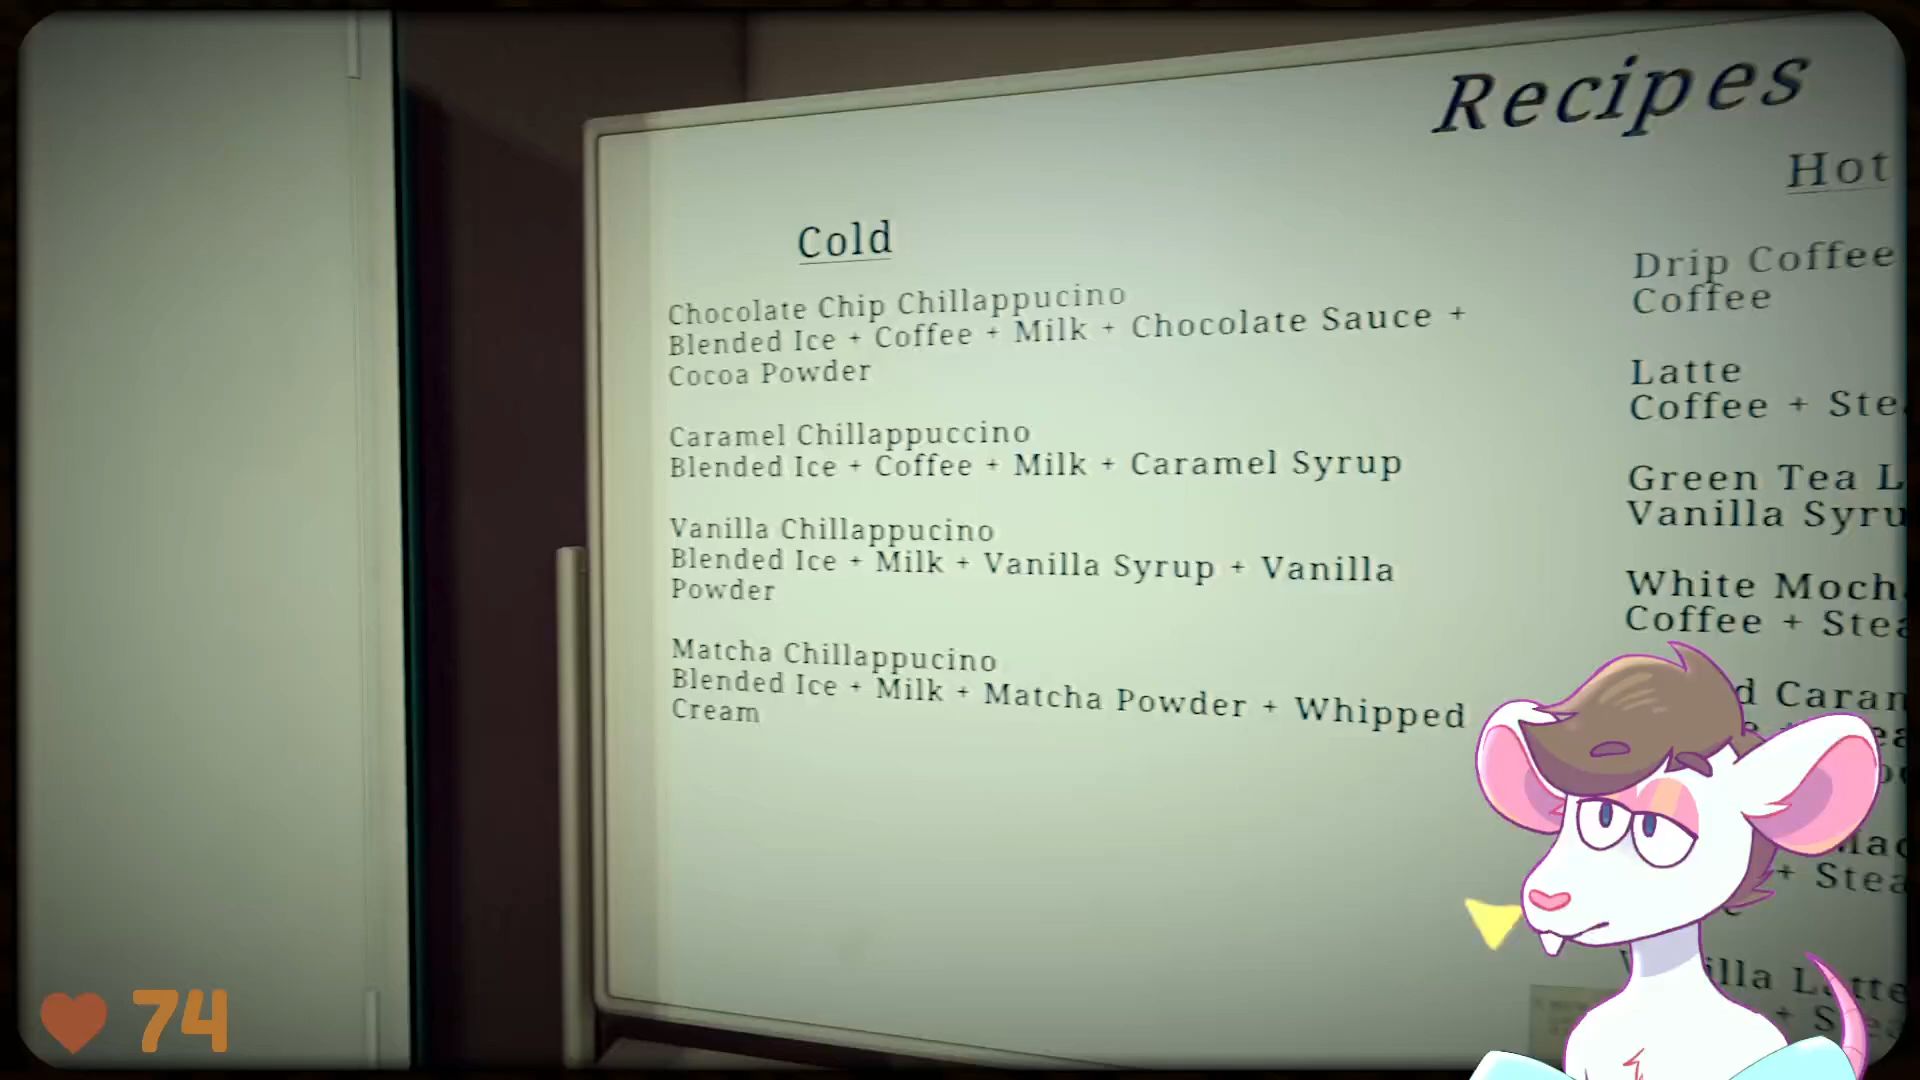 Recipes
Cold
Chocolate Chip Chillappucino
Blended Ice + Coffee + Milk + Chocolate Sauce +
Cocoa Powder
Caramel Chillappuccino
Blended Ice + Coffee + Milk + Caramel Syrup
Vanilla Chillappucino
Blended Ice + Milk + Vanilla Syrup + Vanilla
Powder
Matcha Chillappucino
Blended Ice + Milk + Matcha Powder + Whipped
Cream
Hot
Drip Coffee
Coffee
Latte
Coffee +
Green Tea
Vanilla
White
Coffee +
74